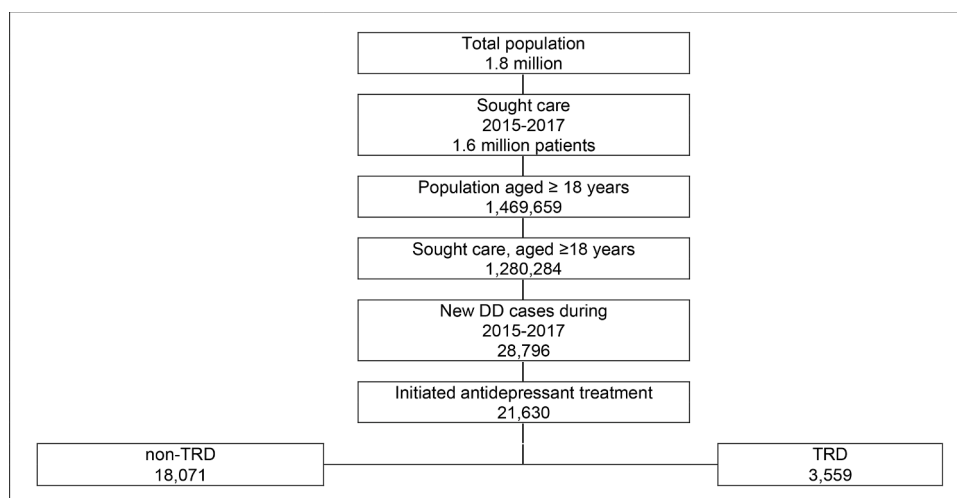 Total population
1.8 million
Sought care
2015-2017
1.6 million patients
Population aged ≥ 18 years
1,469,659
Sought care, aged ≥18 years
1,280,284
New DD cases during
2015-2017
28,796
Initiated antidepressant treatment
21,630
non-TRD
18,071
TRD
3,559